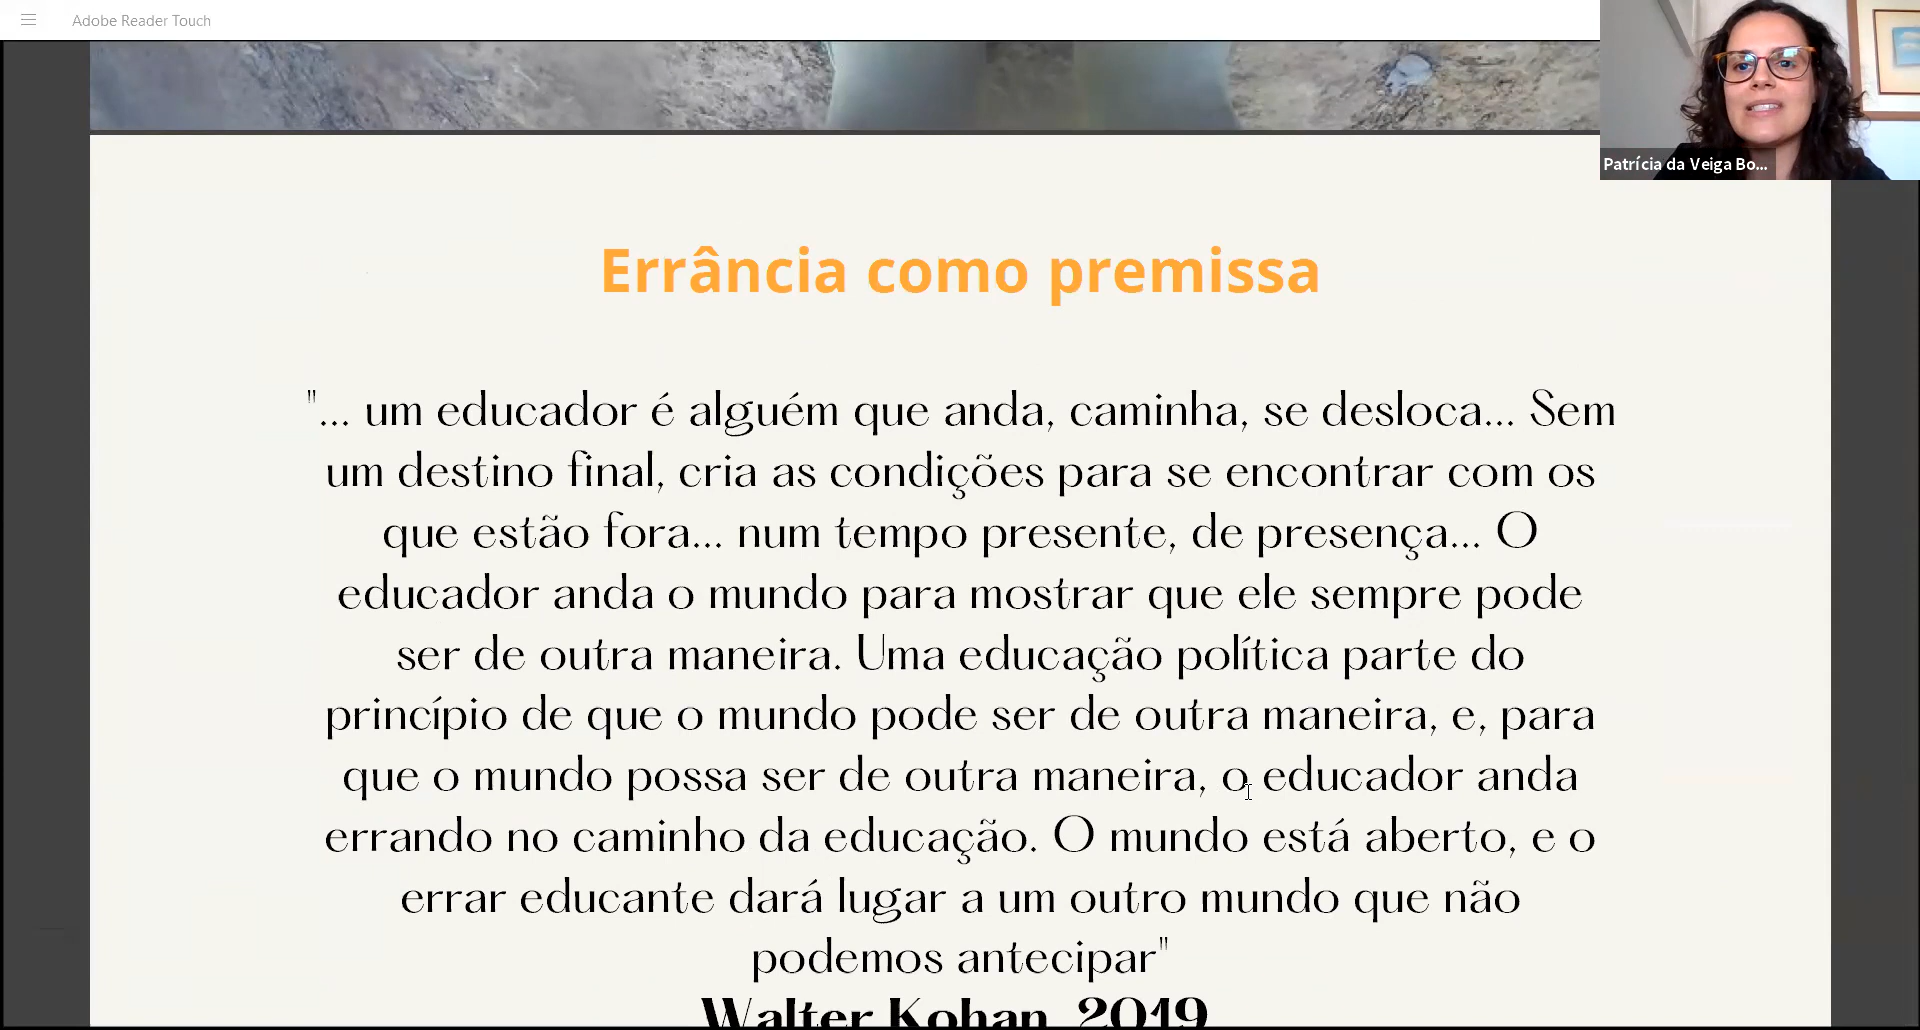 Adobe Reader Touch
Patrícia da Veiga Bo...
Errância como premissa
"... um educador é alguém que anda, caminha, se desloca... Sem
um destino final, cria as condições para se encontrar com os
que estão fora... num tempo presente, de presença... O
educador anda o mundo para mostrar que ele sempre pode
ser de outra maneira. Uma educação política parte do
princípio de que o mundo pode ser de outra maneira, e, para
que o mundo possa ser de outra maneira, o educador anda
errando no caminho da educação. O mundo está aberto, e o
errar educante dará lugar a um outro mundo que não
podemos antecipar"
Walter Kohan, 2019